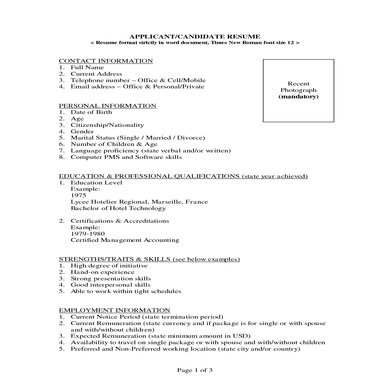 APPLICANT/CANDIDATE RESUME
< Resume format strictly in word document, Times New Roman font size 12 >
CONTACT INFORMATION
1. Full Name
2. Current Address
3. Telephone number – Office & Cell/Mobile
4. Email address – Office & Personal/Private
Recent
Photograph
(mandatory)
PERSONAL INFORMATION
1. Date of Birth
2. Age
3. Citizenship/Nationality
4. Gender
5. Marital Status (Single / Married / Divorce)
6. Number of Children & Age
7. Language proficiency (state verbal and/or written)
8. Computer PMS and Software skills
EDUCATION & PROFESSIONAL QUALIFICATIONS (state year achieved)
1. Education Level
Example:
1975
Lycee Hotelier Regional, Marseille, France
Bachelor of Hotel Technology
2. Certifications & Accreditations
Example:
1979-1980
Certified Management Accounting
STRENGTHS/TRAITS & SKILLS (see below examples)
1. High degree of initiative
2. Hand-on experience
3. Strong presentation skills
4. Good interpersonal skills
5. Able to work within tight schedules
EMPLOYMENT INFORMATION
1. Current Notice Period (state termination period)
2. Current Remuneration (state currency and if package is for single or with spouse
and with/without children)
3. Expected Remuneration (state minimum amount in USD)
4. Availability to travel on single package or with spouse and with/without children
5. Preferred and Non-Preferred working location (state city and/or country)
Page 1 of 3